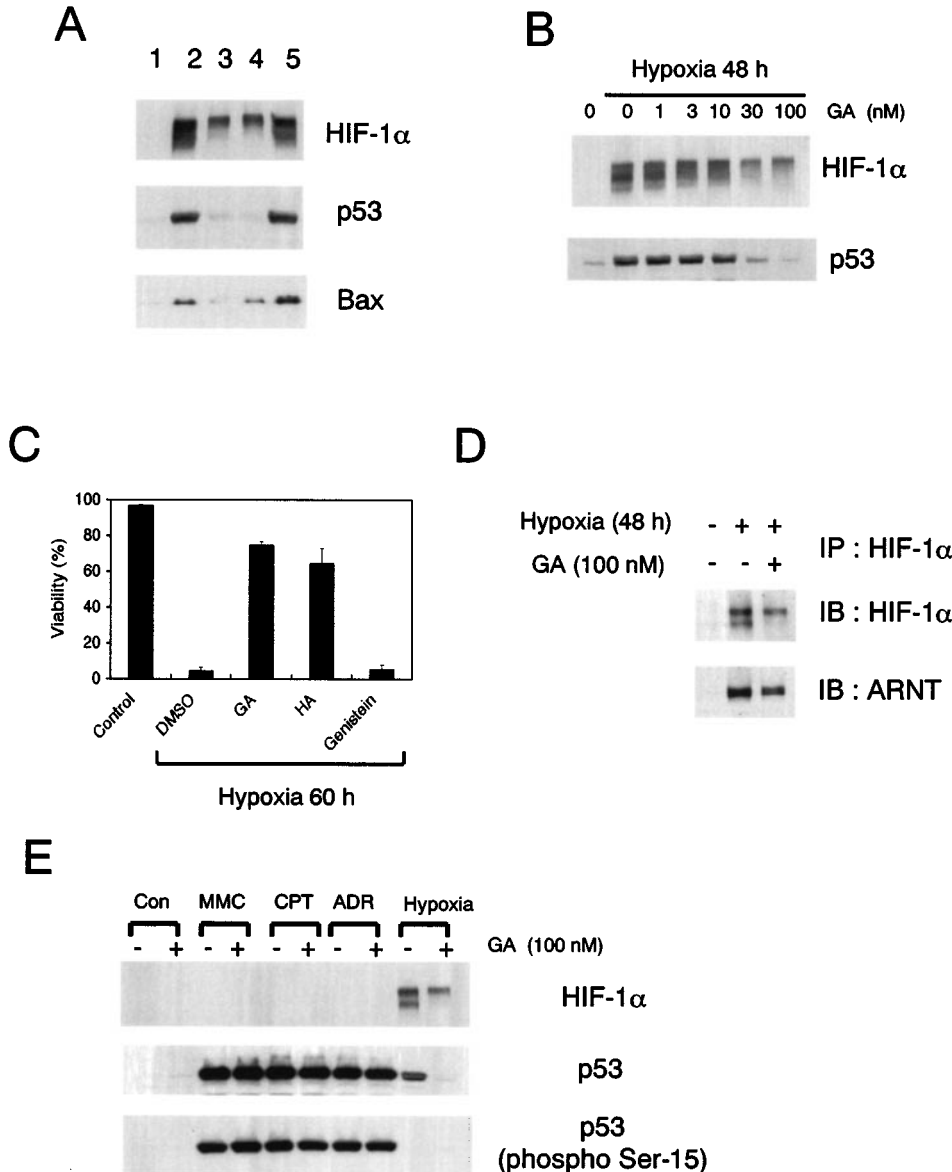 A
1 2 3 4 5
HIF-1α
p53
Bax
B
Hypoxia 48 h
0 0 1 3 10 30 100 GA (nM)
HIF-1α
p53
C
Viability (%)
100
80
60
40
20
0
Control DMSO GA HA Genistein
Hypoxia 60 h
D
Hypoxia (48 h) - + +
GA (100 nM) - - +
IP : HIF-1α
IB : HIF-1α
IB : ARNT
E
Con MMC CPT ADR Hypoxia
- + - + - + - + - + GA (100 nM)
HIF-1α
p53
p53
(phospho Ser-15)